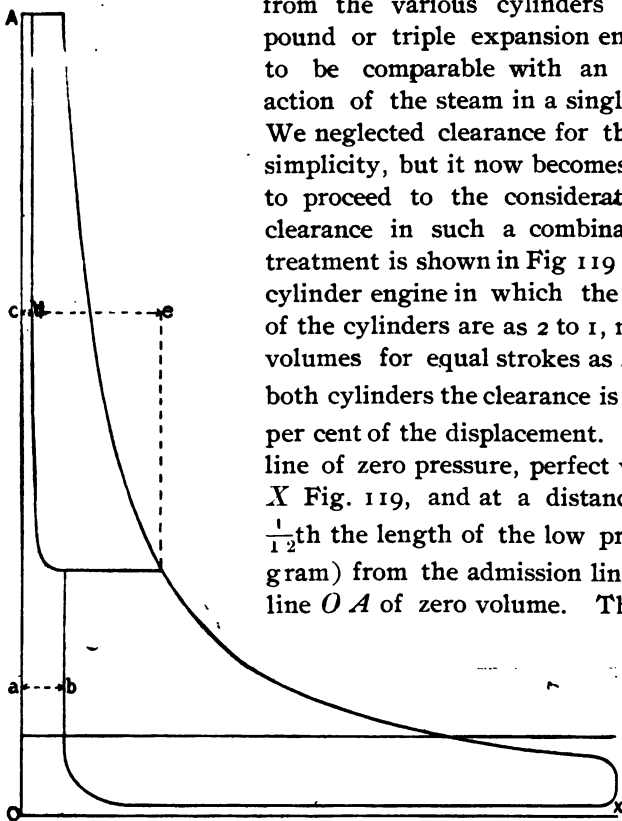 A
from the various cylinders
pound or triple expansion en
to be comparable with an
action of the steam in a singl
We neglected clearance for th
simplicity, but it now becomes
to proceed to the considerat
clearance in such a combina
treatment is shown in Fig 119
c d e
cylinder engine in which the
of the cylinders are as 2 to 1, r
volumes for equal strokes as
both cylinders the clearance is
per cent of the displacement.
line of zero pressure, perfect v
X Fig. 119, and at a distanc
1/12th the length of the low pr
gram) from the admission lin
line O A of zero volume. Th
a b
O X